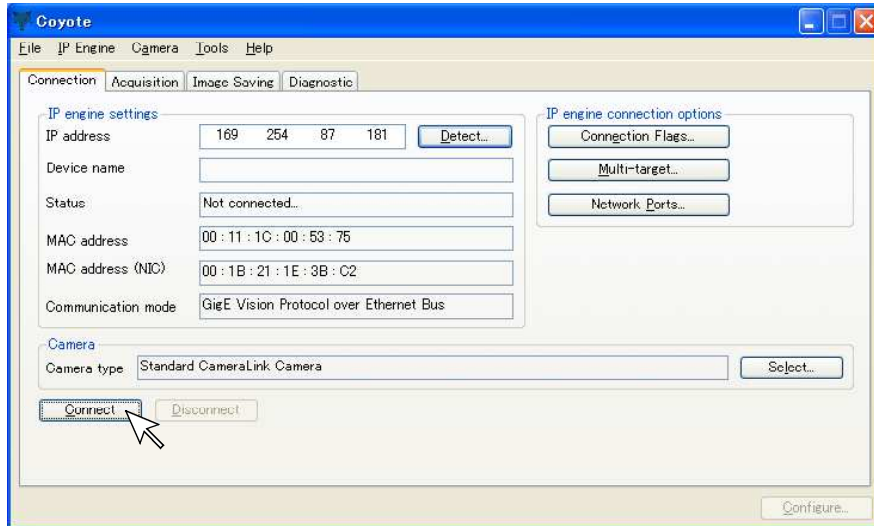 Coyote
File IP Engine Camera Tools Help
Connection Acquisition Image Saving Diagnostic
IP engine settings
IP address 169 254 87 181 Detect...
Device name
Status Not connected...
MAC address 00 : 11 : 1C : 00 : 53 : 75
MAC address (NIC) 00 : 1B : 21 : 1E : 3B : C2
Communication mode GigE Vision Protocol over Ethernet Bus
IP engine connection options
Connection Flags...
Multi-target...
Network Ports...
Camera
Camera type Standard CameraLink Camera Select...
Connect Disconnect
Configure...